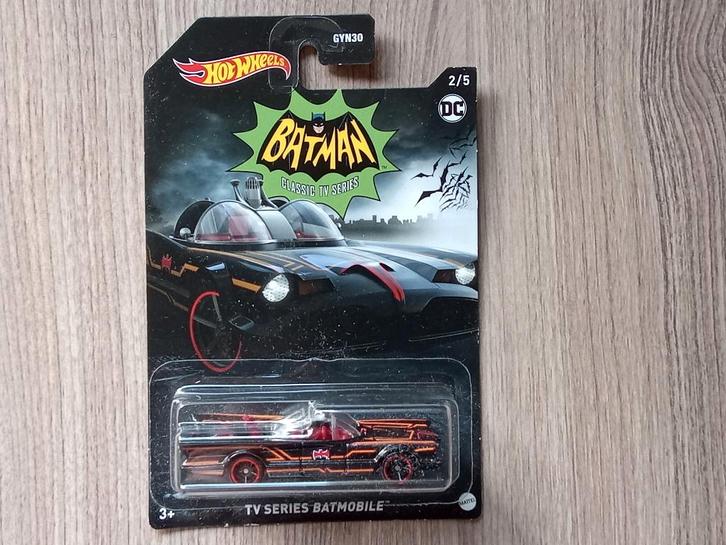 GYN30
HOT WHEELS
2/5
DC
BATMAN
CLASSIC TV SERIES
3+
TV SERIES BATMOBILE
MATTEL